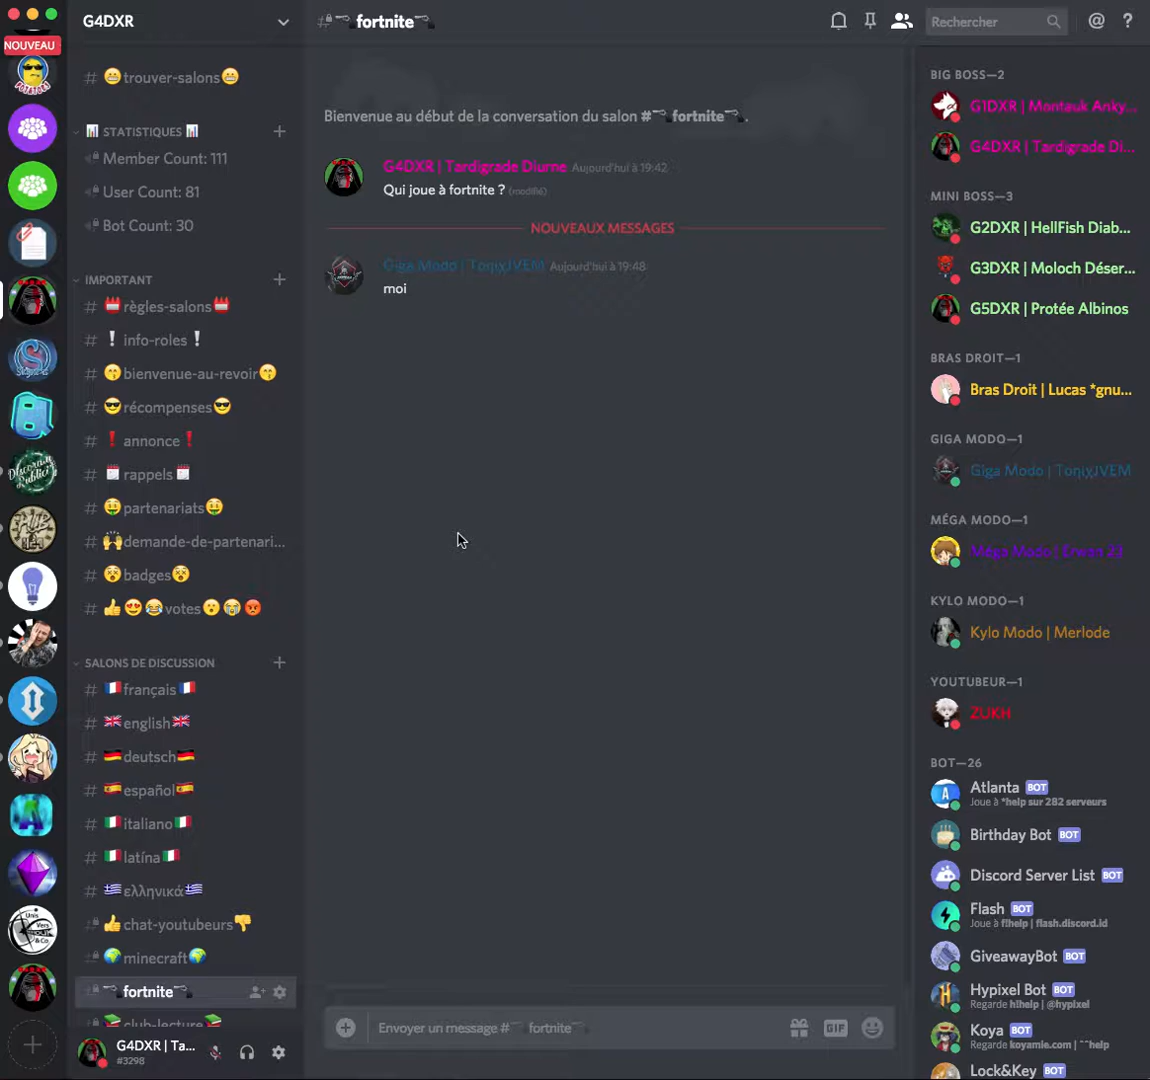 NOUVEAU
G4DXR
# 😬trouver-salons😬
📊 STATISTIQUES 📊
Member Count: 111
User Count: 81
Bot Count: 30
IMPORTANT
# 📛règles-salons📛
# ❕info-roles❕
# 😙bienvenue-au-revoir😙
# 😎récompenses😎
# ❗annonce❗
# 🗓rappels🗓
# 🤑partenariats🤑
# 🙌demande-de-partenari...
# 😵badges😵
# 👍😍😂votes😮😭😡
SALONS DE DISCUSSION
# 🇫🇷français🇫🇷
# 🇬🇧english🇬🇧
# 🇩🇪deutsch🇩🇪
# 🇪🇸español🇪🇸
# 🇮🇹italiano🇮🇹
# 🇮🇹latína🇮🇹
# 🇬🇷ελληνικά🇬🇷
👍chat-youtubeurs👎
🌍minecraft🌍
🔫fortnite🔫
📚club-lecture📚
G4DXR | Ta...
#3298
#🔫fortnite🔫
Rechercher
Bienvenue au début de la conversation du salon #🔫fortnite🔫.
G4DXR | Tardigrade Diurne Aujourd'hui à 19:42
Qui joue à fortnite ? (modifié)
NOUVEAUX MESSAGES
Giga Modo | ToητχJVEM Aujourd'hui à 19:48
moi
Envoyer un message #🔫fortnite🔫
GIF
BIG BOSS—2
G1DXR | Montauk Anky...
G4DXR | Tardigrade Di...
MINI BOSS—3
G2DXR | HellFish Diab...
G3DXR | Moloch Déser...
G5DXR | Protée Albinos
BRAS DROIT—1
Bras Droit | Lucas *gnu...
GIGA MODO—1
Giga Modo | ToητχJVEM
MÉGA MODO—1
Méga Modo | Erwan 23
KYLO MODO—1
Kylo Modo | Merlode
YOUTUBEUR—1
ZUKH
BOT—26
Atlanta BOT
Joue à *help sur 282 serveurs
Birthday Bot BOT
Discord Server List BOT
Flash BOT
Joue à f!help | flash.discord.id
GiveawayBot BOT
Hypixel Bot BOT
Regarde h!help | @hypixel
Koya BOT
Regarde koyamie.com | ^^help
Lock&Key BOT